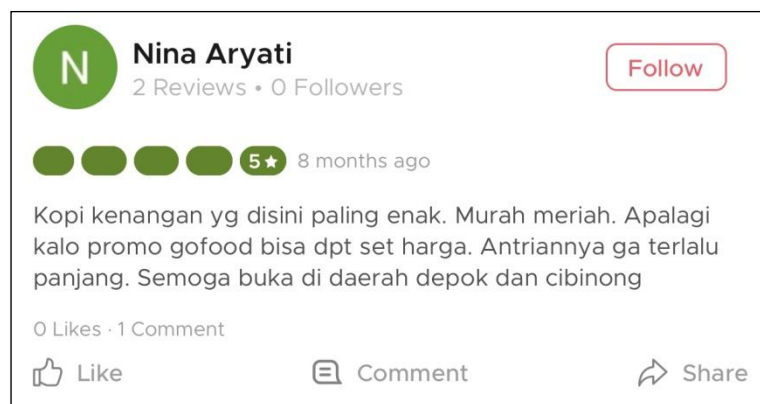 N
Nina Aryati
2 Reviews • 0 Followers
Follow
5★ 8 months ago
Kopi kenangan yg disini paling enak. Murah meriah. Apalagi
kalo promo gofood bisa dpt set harga. Antriannya ga terlalu
panjang. Semoga buka di daerah depok dan cibinong
0 Likes · 1 Comment
Like
Comment
Share